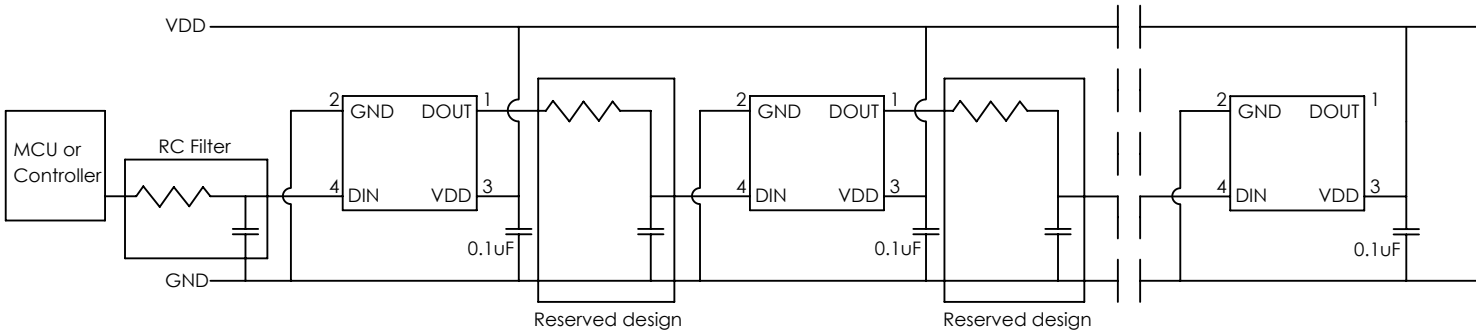 VDD
2
GND
DOUT
1
2
GND
DOUT
1
2
GND
DOUT
1
MCU or
Controller
RC Filter
4
DIN
VDD
3
4
DIN
VDD
3
4
DIN
VDD
3
0.1uF
0.1uF
0.1uF
GND
Reserved design
Reserved design